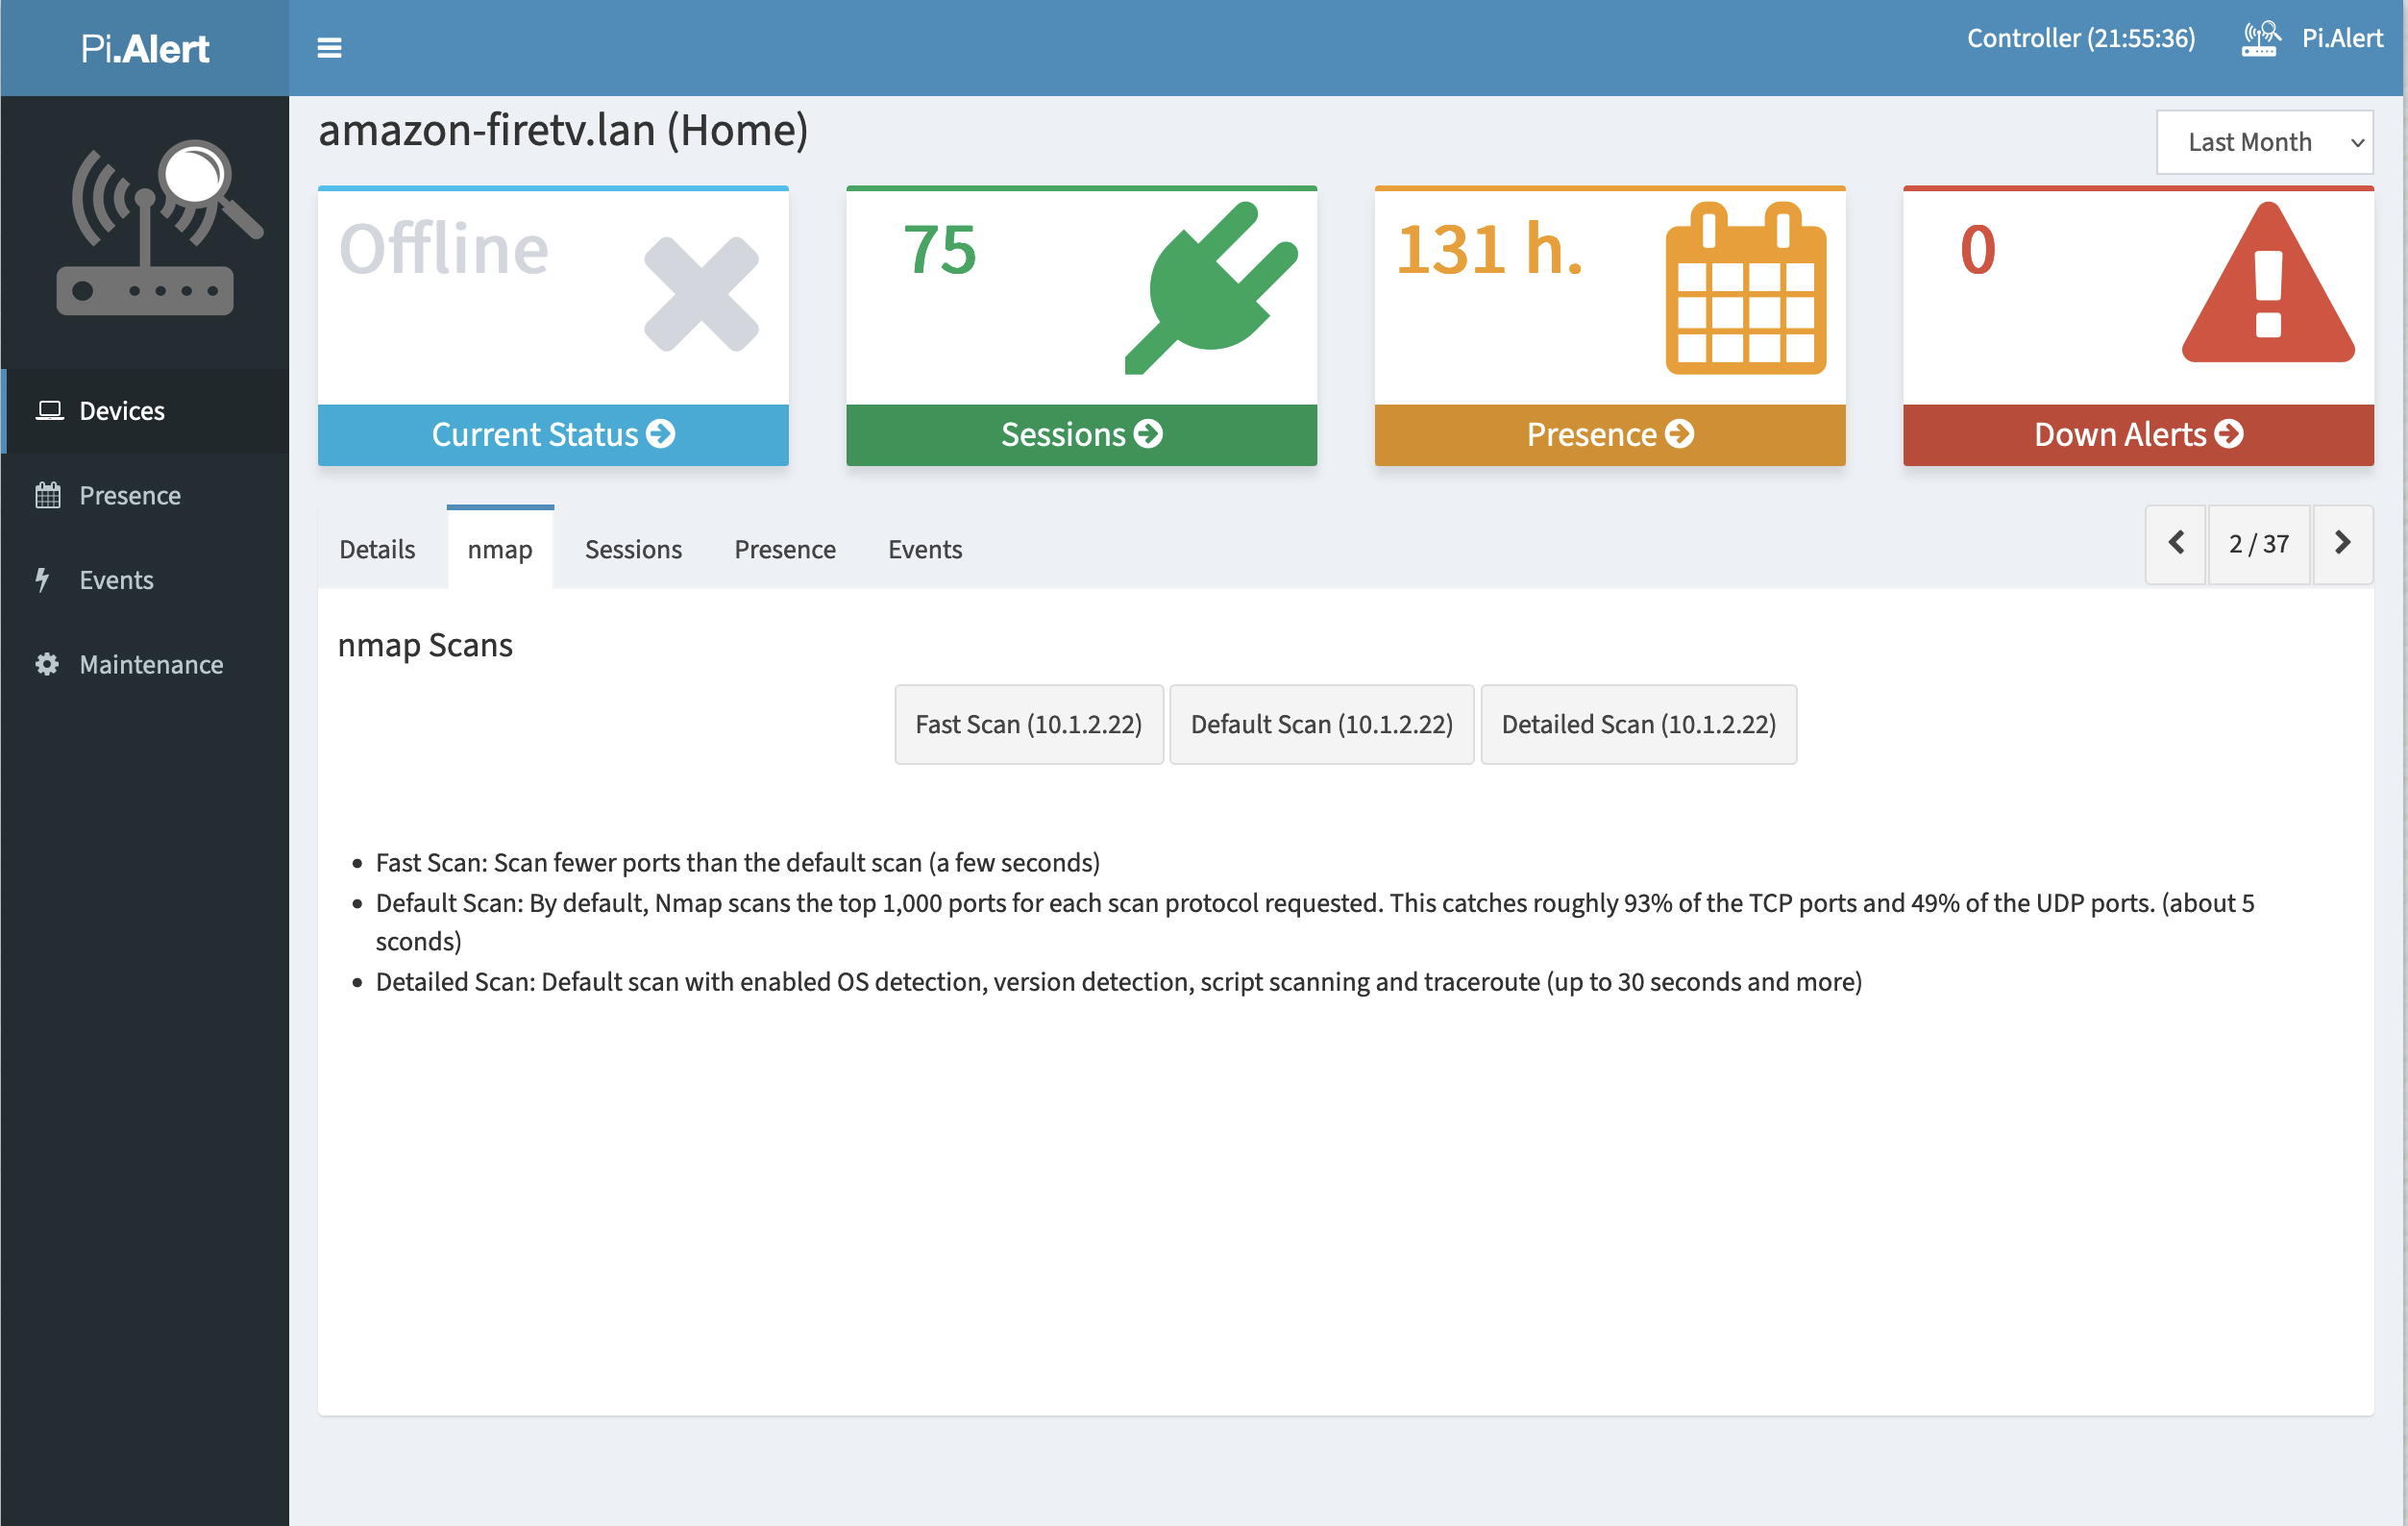 Pi.Alert
Controller (21:55:36)
Pi.Alert
amazon-firetv.lan (Home)
Last Month
Offline
75
131 h.
0
Current Status
Sessions
Presence
Down Alerts
Devices
Presence
Events
Maintenance
Details
nmap
Sessions
Presence
Events
2 / 37
nmap Scans
Fast Scan (10.1.2.22)
Default Scan (10.1.2.22)
Detailed Scan (10.1.2.22)
• Fast Scan: Scan fewer ports than the default scan (a few seconds)
• Default Scan: By default, Nmap scans the top 1,000 ports for each scan protocol requested. This catches roughly 93% of the TCP ports and 49% of the UDP ports. (about 5
sconds)
• Detailed Scan: Default scan with enabled OS detection, version detection, script scanning and traceroute (up to 30 seconds and more)